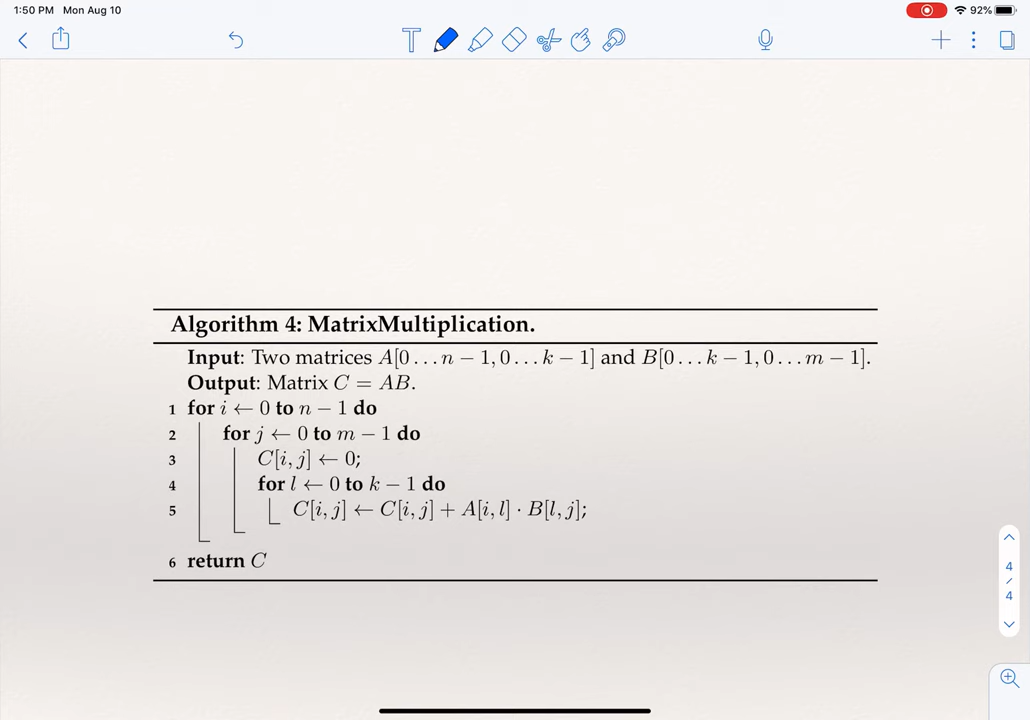 1:50 PM Mon Aug 10
92%
T
Algorithm 4: MatrixMultiplication.
Input: Two matrices A[0 … n − 1, 0 … k − 1] and B[0 … k − 1, 0 … m − 1].
Output: Matrix C = AB.
1 for i ← 0 to n − 1 do
2 for j ← 0 to m − 1 do
3 C[i, j] ← 0;
4 for l ← 0 to k − 1 do
5 C[i, j] ← C[i, j] + A[i, l] · B[l, j];
6 return C
4
/
4